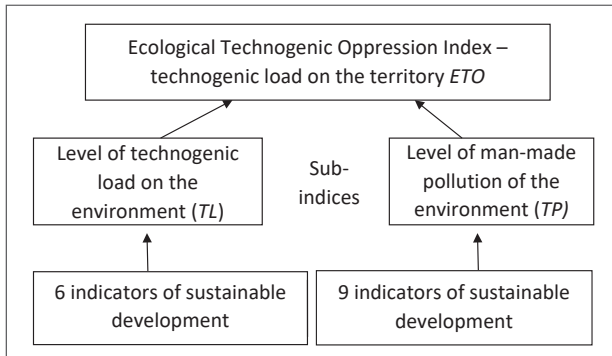 Ecological Technogenic Oppression Index –
technogenic load on the territory ETO
Level of technogenic
load on the
environment (TL)
Sub-
indices
Level of man-made
pollution of the
environment (TP)
6 indicators of sustainable
development
9 indicators of sustainable
development